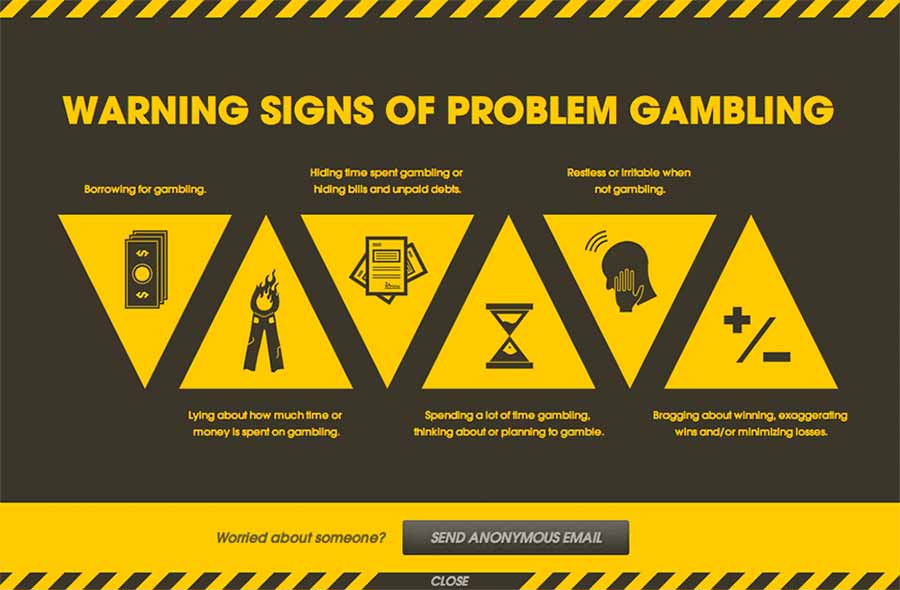 WARNING SIGNS OF PROBLEM GAMBLING
Borrowing for gambling.
Hiding time spent gambling or
hiding bills and unpaid debts.
Restless or irritable when
not gambling.
$
$
+/-
Lying about how much time or
money is spent on gambling.
Spending a lot of time gambling,
thinking about or planning to gamble.
Bragging about winning, exaggerating
wins and/or minimizing losses.
Worried about someone?
SEND ANONYMOUS EMAIL
CLOSE